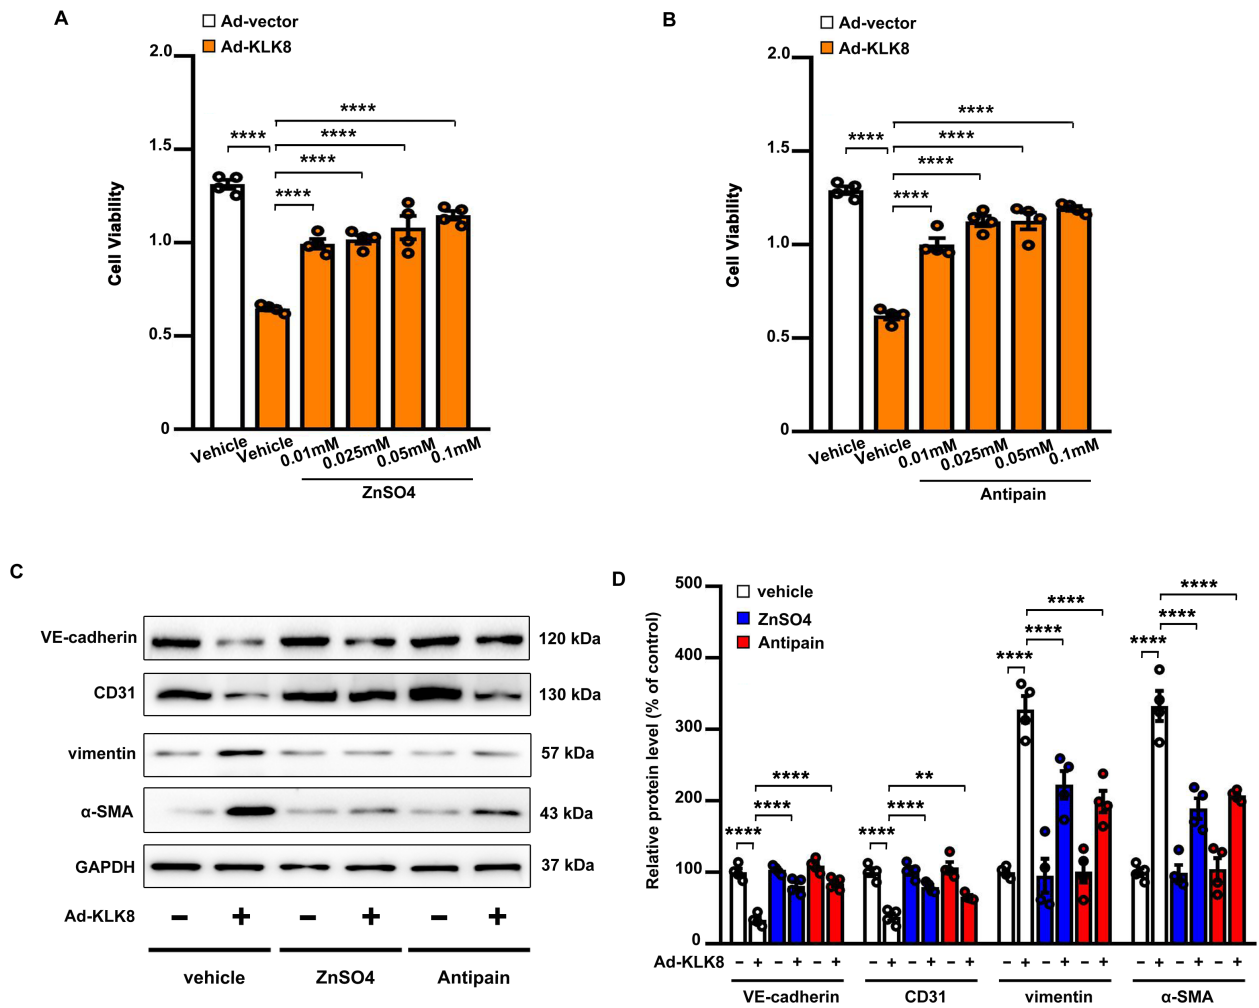 A
Ad-vector
Ad-KLK8
2.0
1.5
1.0
0.5
0
Cell Viability
****
****
****
****
****
Vehicle Vehicle 0.01mM 0.025mM 0.05mM 0.1mM
ZnSO4
B
Ad-vector
Ad-KLK8
2.0
1.5
1.0
0.5
0
Cell Viability
****
****
****
****
****
Vehicle Vehicle 0.01mM 0.025mM 0.05mM 0.1mM
Antipain
C
VE-cadherin 120 kDa
CD31 130 kDa
vimentin 57 kDa
α-SMA 43 kDa
GAPDH 37 kDa
Ad-KLK8 − + − + − +
vehicle ZnSO4 Antipain
D
vehicle
ZnSO4
Antipain
500
400
300
200
100
0
Relative protein level (% of control)
**** **** ****
**** **** **
**** **** ****
**** **** ****
Ad-KLK8 − + − + − + − + − + − + − + − + − + − + − + − +
VE-cadherin CD31 vimentin α-SMA